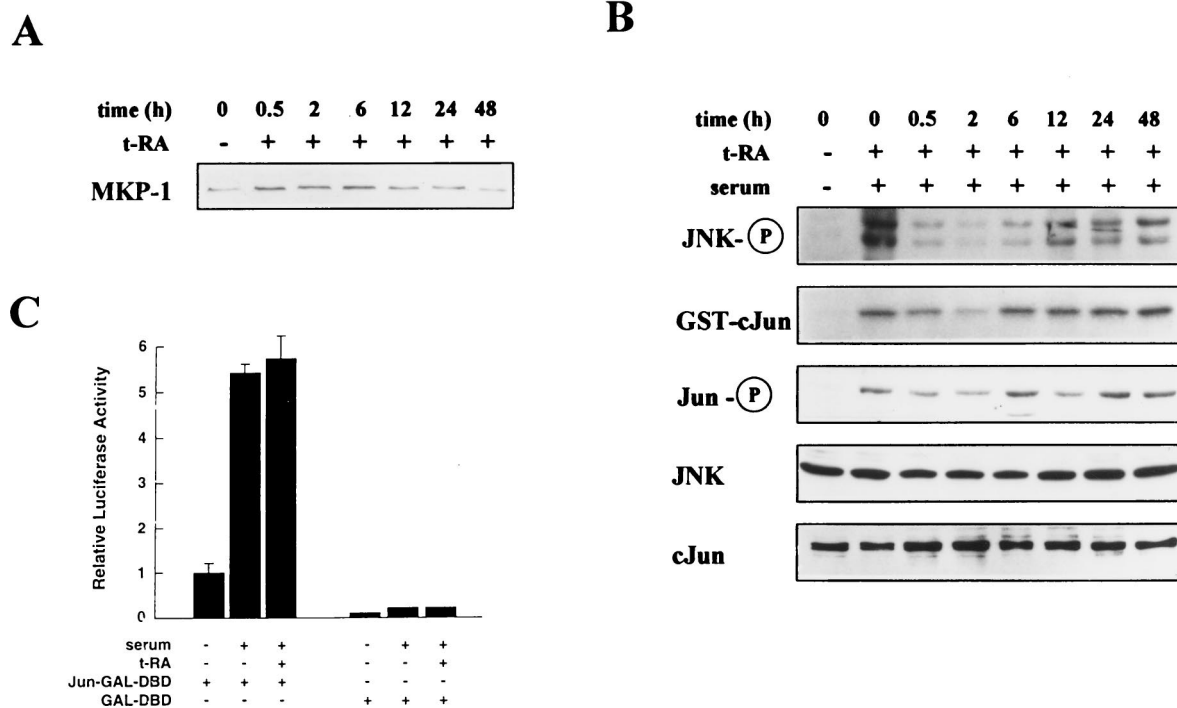 A
time (h) 0 0.5 2 6 12 24 48
t-RA - + + + + + +
MKP-1
B
time (h) 0 0 0.5 2 6 12 24 48
t-RA - + + + + + + +
serum - + + + + + + +
JNK- P
GST-cJun
Jun - P
JNK
cJun
C
Relative Luciferase Activity
6
5
4
3
2
1
0
serum - + + - + +
t-RA - - + - - +
Jun-GAL-DBD + + + - - -
GAL-DBD - - - + + +